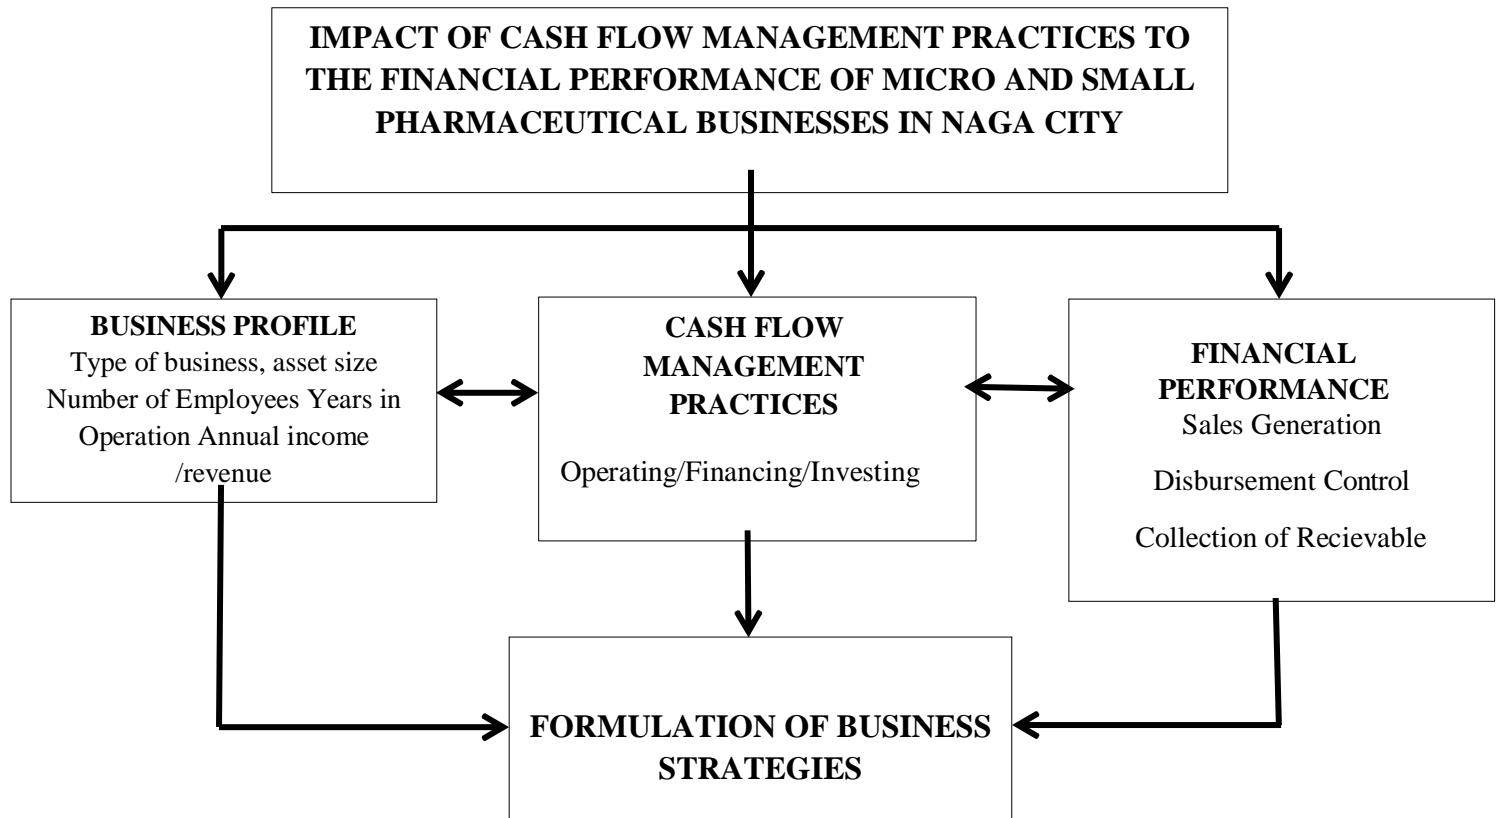 IMPACT OF CASH FLOW MANAGEMENT PRACTICES TO
THE FINANCIAL PERFORMANCE OF MICRO AND SMALL
PHARMACEUTICAL BUSINESSES IN NAGA CITY
BUSINESS PROFILE
Type of business, asset size
Number of Employees Years in
Operation Annual income
/revenue
CASH FLOW
MANAGEMENT
PRACTICES
Operating/Financing/Investing
FINANCIAL
PERFORMANCE
Sales Generation
Disbursement Control
Collection of Recievable
FORMULATION OF BUSINESS
STRATEGIES